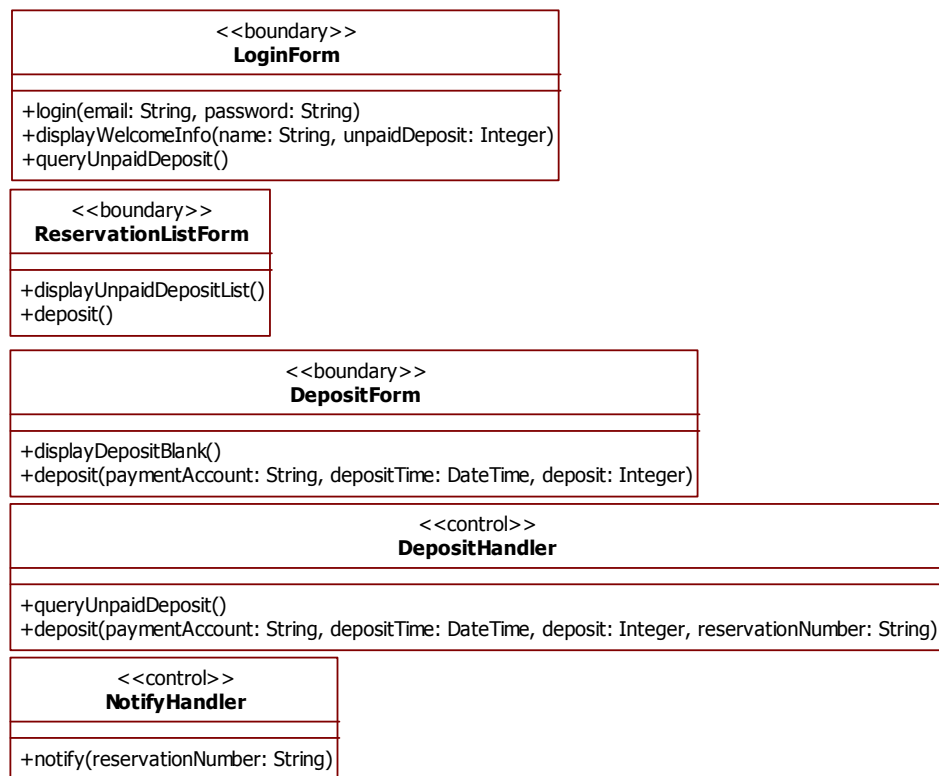 <<boundary>>
LoginForm
+login(email: String, password: String)
+displayWelcomeInfo(name: String, unpaidDeposit: Integer)
+queryUnpaidDeposit()
<<boundary>>
ReservationListForm
+displayUnpaidDepositList()
+deposit()
<<boundary>>
DepositForm
+displayDepositBlank()
+deposit(paymentAccount: String, depositTime: DateTime, deposit: Integer)
<<control>>
DepositHandler
+queryUnpaidDeposit()
+deposit(paymentAccount: String, depositTime: DateTime, deposit: Integer, reservationNumber: String)
<<control>>
NotifyHandler
+notify(reservationNumber: String)